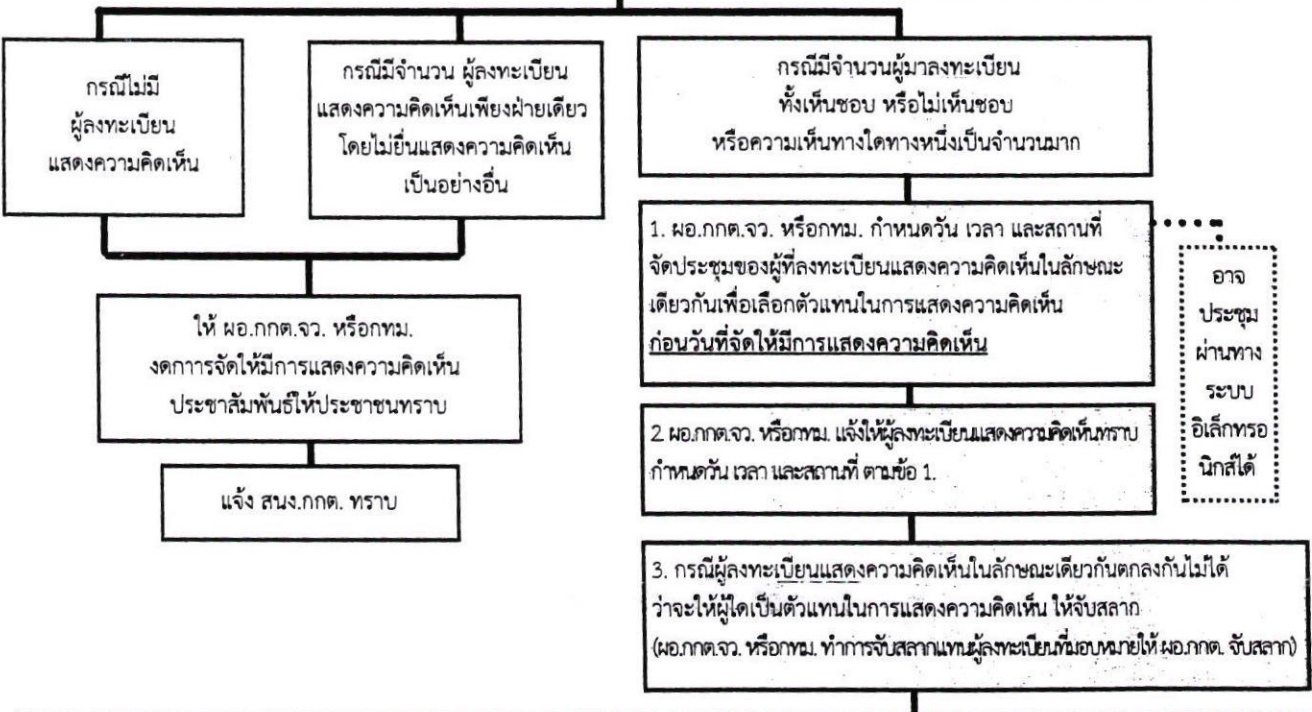 กรณีไม่มี
ผู้ลงทะเบียน
แสดงความคิดเห็น
กรณีมีจำนวน ผู้ลงทะเบียน
แสดงความคิดเห็นเพียงฝ่ายเดียว
โดยไม่ยื่นแสดงความคิดเห็น
เป็นอย่างอื่น
กรณีมีจำนวนผู้มาลงทะเบียน
ทั้งเห็นชอบ หรือไม่เห็นชอบ
หรือความเห็นทางใดทางหนึ่งเป็นจำนวนมาก
ให้ ผอ.กกต.จว. หรือกทม.
งดกาารจัดให้มีการแสดงความคิดเห็น
ประชาสัมพันธ์ให้ประชาชนทราบ
แจ้ง สนง.กกต. ทราบ
1. ผอ.กกต.จว. หรือกทม. กำหนดวัน เวลา และสถานที่
จัดประชุมของผู้ที่ลงทะเบียนแสดงความคิดเห็นในลักษณะ
เดียวกันเพื่อเลือกตัวแทนในการแสดงความคิดเห็น
ก่อนวันที่จัดให้มีการแสดงความคิดเห็น
อาจ
ประชุม
ผ่านทาง
ระบบ
อิเล็กทรอ
นิกส์ได้
2 ผอ.กกต.จว. หรือกทม. แจ้งให้ผู้ลงทะเบียนแสดงความคิดเห็นทราบ
กำหนดวัน เวลา และสถานที่ ตามข้อ 1.
3. กรณีผู้ลงทะเบียนแสดงความคิดเห็นในลักษณะเดียวกันตกลงกันไม่ได้
ว่าจะให้ผู้ใดเป็นตัวแทนในการแสดงความคิดเห็น ให้จับสลาก
(ผอ.กกต.จว. หรือกทม. ทำการจับสลากแทนผู้ลงทะเบียนที่มอบหมายให้ ผอ.กกต. จับสลาก)